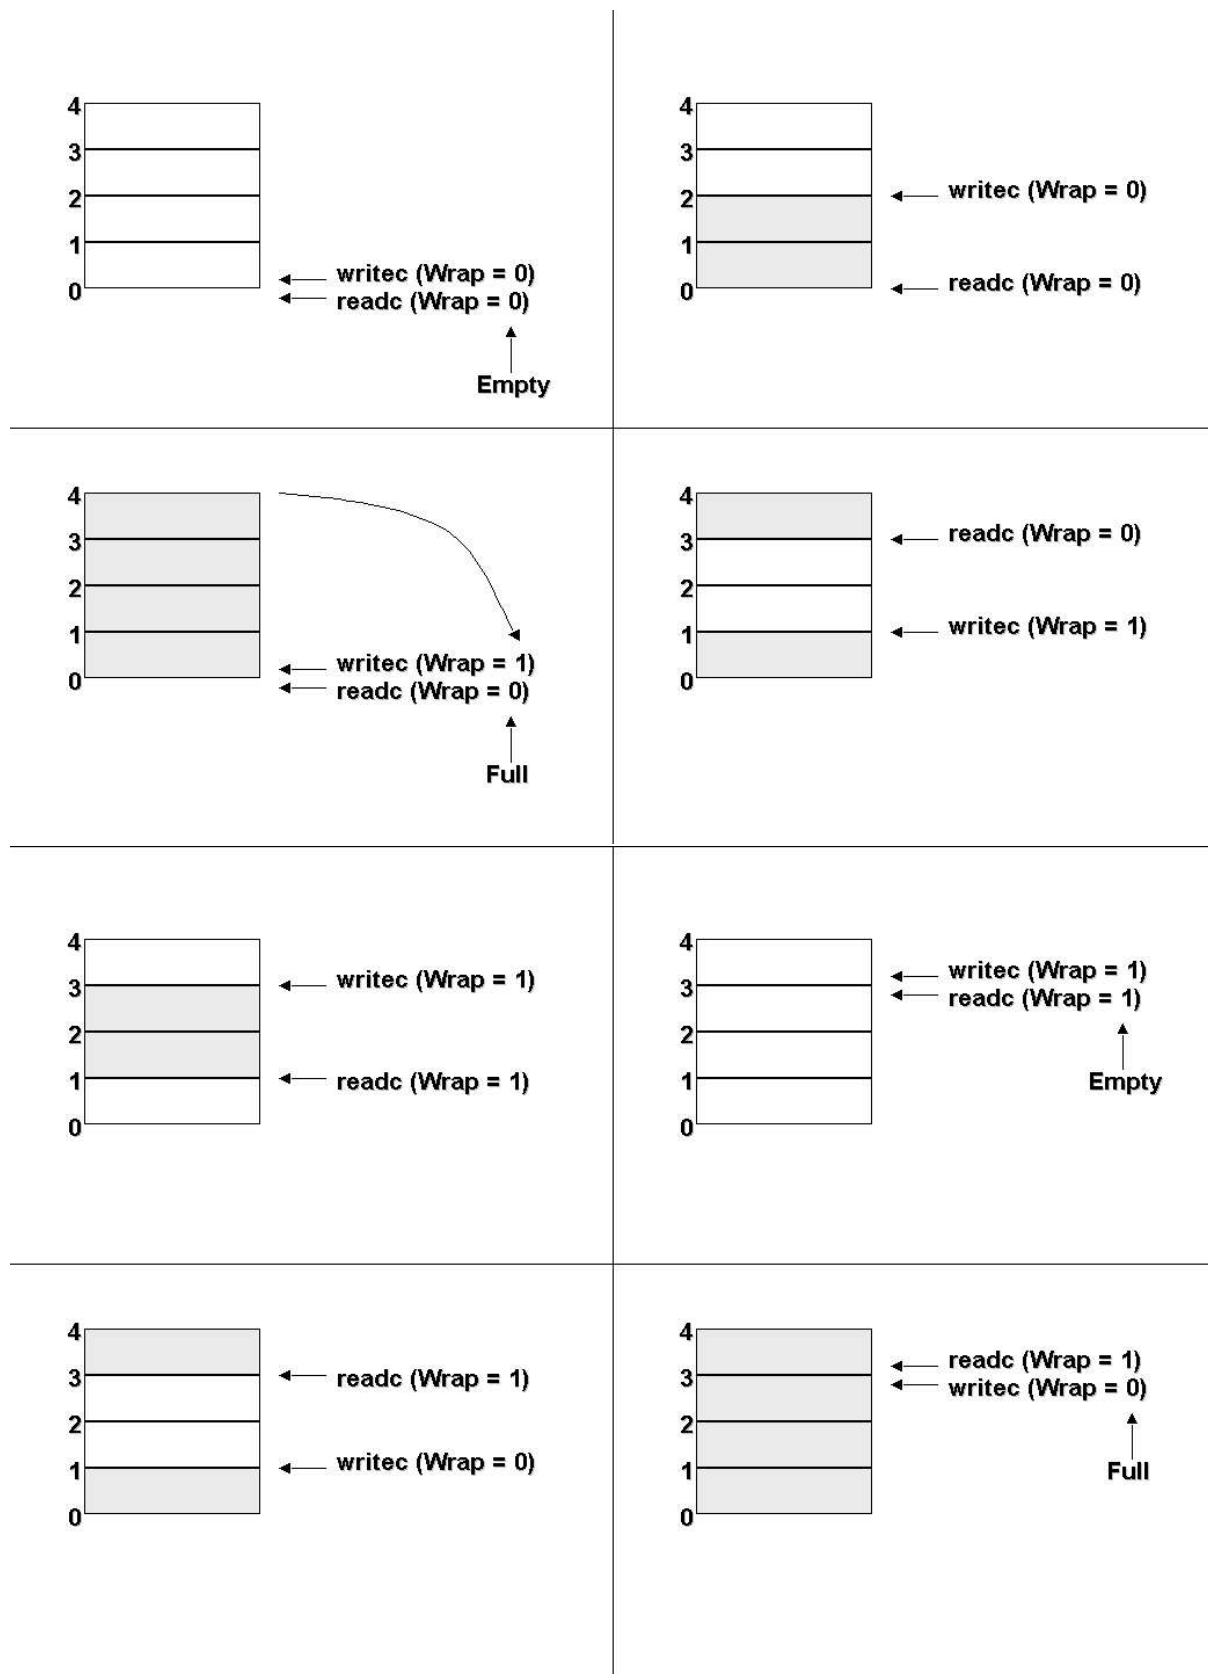 4
3
2
1
0
writec (Wrap = 0)
readc (Wrap = 0)
Empty
4
3
2
1
0
writec (Wrap = 0)
readc (Wrap = 0)
4
3
2
1
0
writec (Wrap = 1)
readc (Wrap = 0)
Full
4
3
2
1
0
readc (Wrap = 0)
writec (Wrap = 1)
4
3
2
1
0
writec (Wrap = 1)
readc (Wrap = 1)
4
3
2
1
0
writec (Wrap = 1)
readc (Wrap = 1)
Empty
4
3
2
1
0
readc (Wrap = 1)
writec (Wrap = 0)
4
3
2
1
0
readc (Wrap = 1)
writec (Wrap = 0)
Full